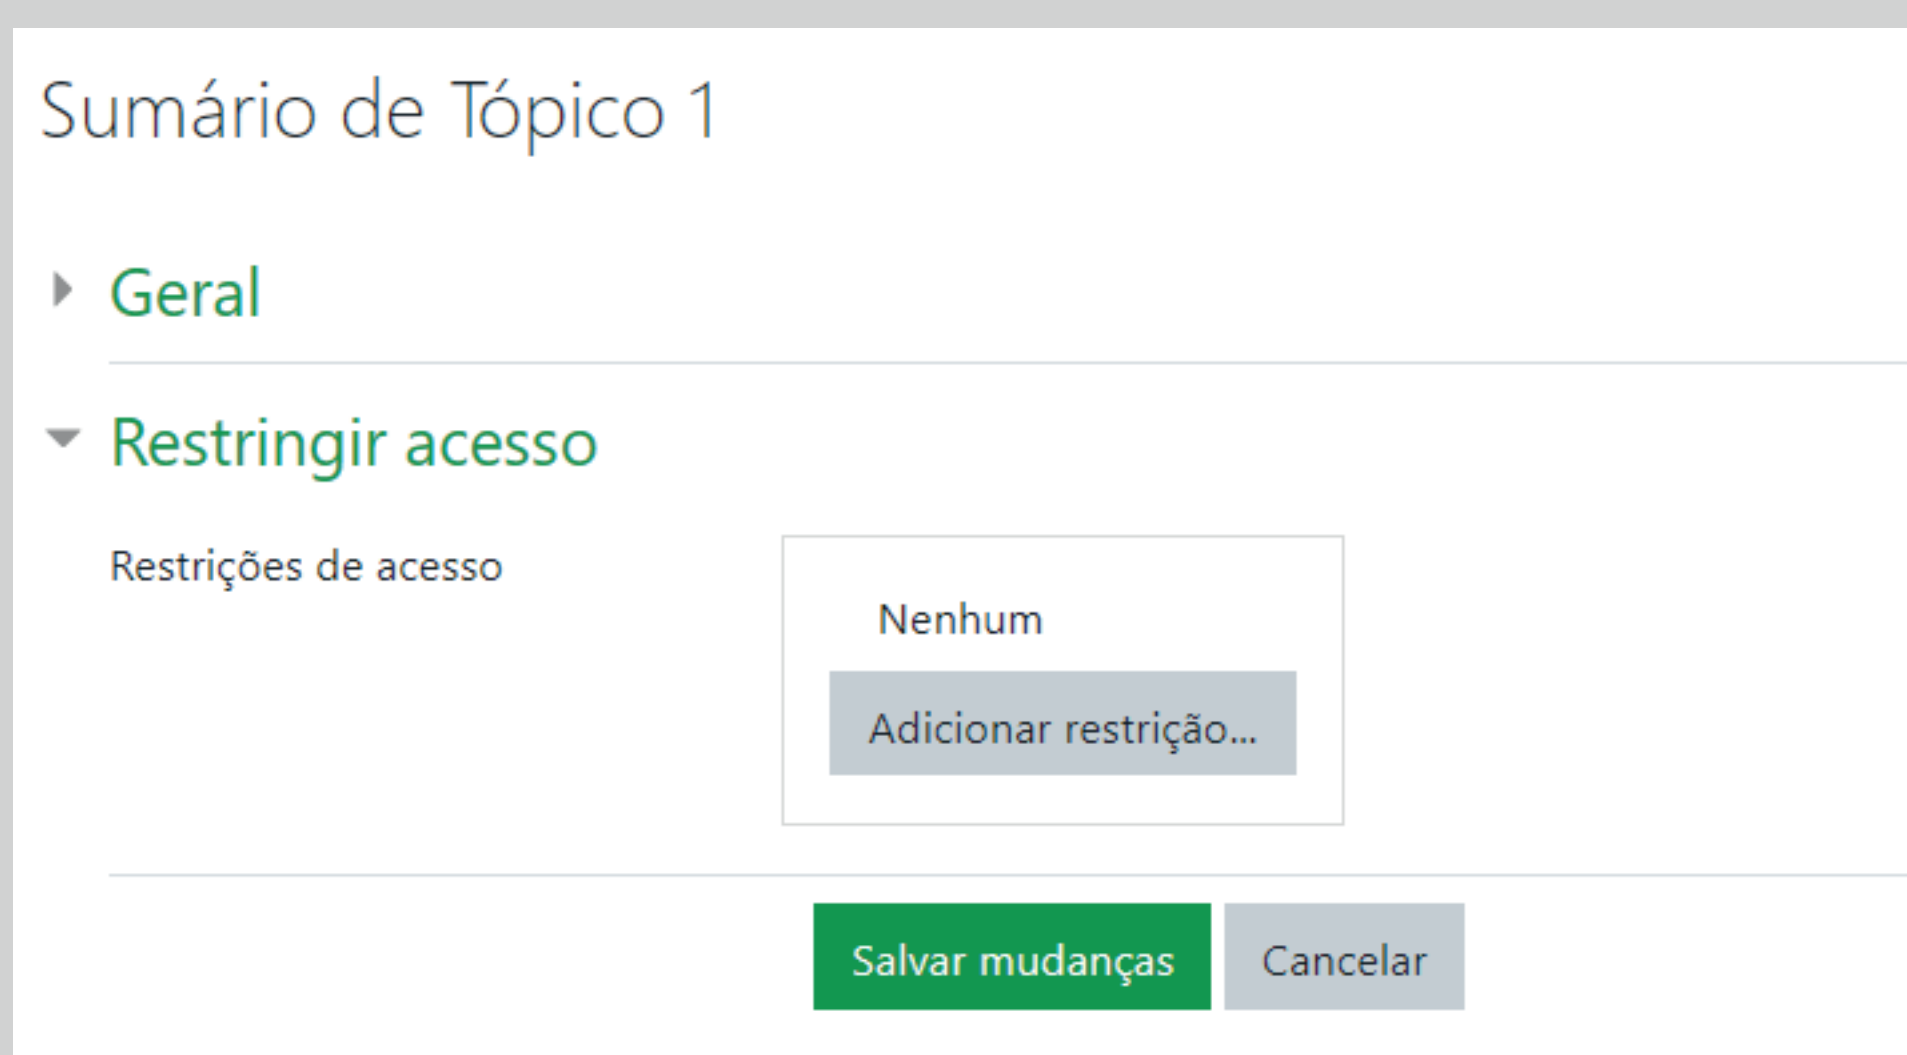 Sumário de Tópico 1
Geral
Restringir acesso
Restrições de acesso
Nenhum
Adicionar restrição...
Salvar mudanças
Cancelar